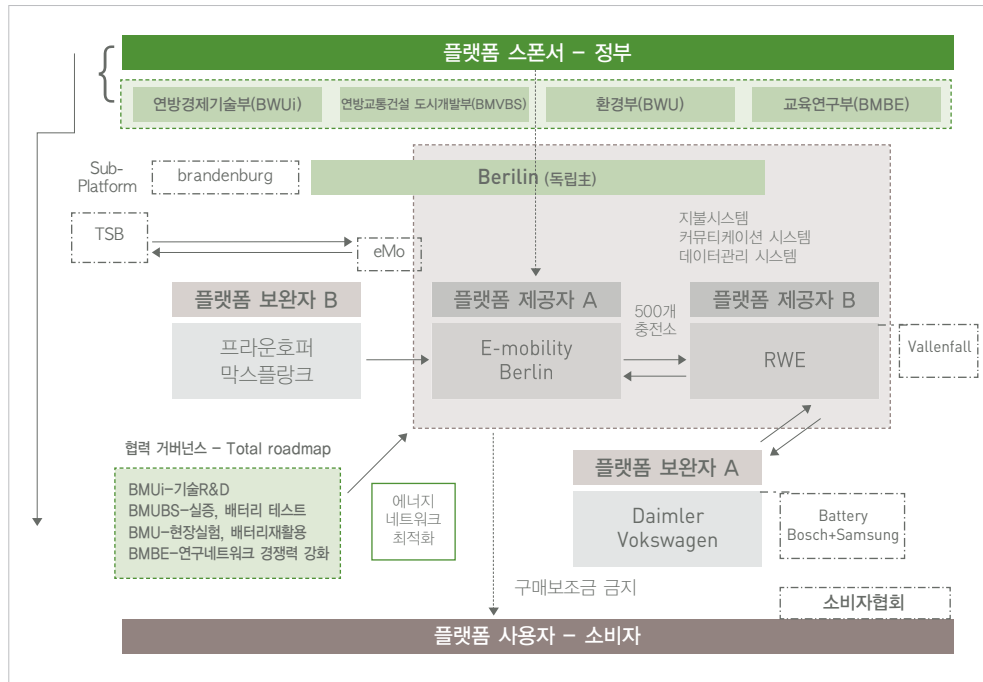 플랫폼 스폰서 – 정부
연방경제기술부(BWUi)
연방교통건설 도시개발부(BMVBS)
환경부(BWU)
교육연구부(BMBE)
Sub-
Platform
brandenburg
Berilin (독립主)
TSB
eMo
지불시스템
커뮤티케이션 시스템
데이터관리 시스템
플랫폼 보완자 B
프라운호퍼
막스플랑크
플랫폼 제공자 A
E-mobility
Berlin
500개
충전소
플랫폼 제공자 B
RWE
Vallenfall
협력 거버넌스 – Total roadmap
BMUi–기술R&D
BMUBS–실증, 배터리 테스트
BMU–현장실험, 배터리재활용
BMBE–연구네트워크 경쟁력 강화
에너지
네트워크
최적화
플랫폼 보완자 A
Daimler
Vokswagen
Battery
Bosch+Samsung
구매보조금 금지
소비자협회
플랫폼 사용자 – 소비자